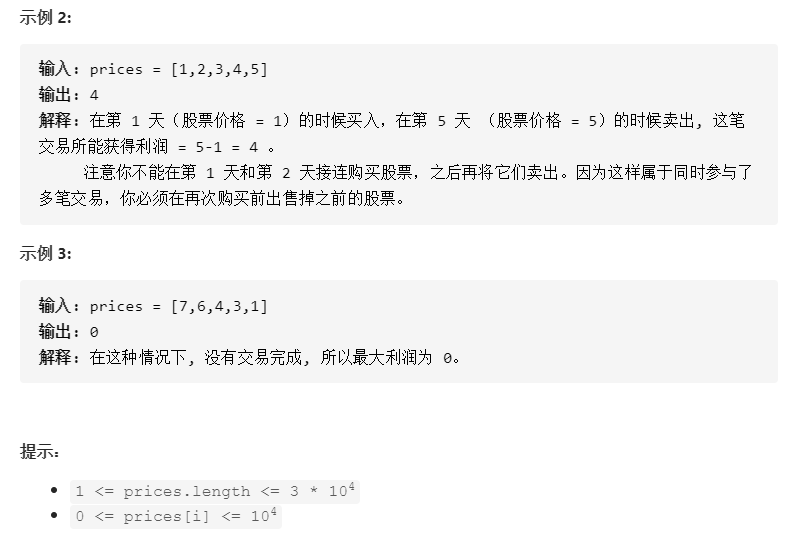 示例 2:
输入: prices = [1,2,3,4,5]
输出: 4
解释: 在第 1 天（股票价格 = 1）的时候买入，在第 5 天 （股票价格 = 5）的时候卖出, 这笔
交易所能获得利润 = 5-1 = 4 。
注意你不能在第 1 天和第 2 天接连购买股票，之后再将它们卖出。因为这样属于同时参与了
多笔交易，你必须在再次购买前出售掉之前的股票。
示例 3:
输入: prices = [7,6,4,3,1]
输出: 0
解释: 在这种情况下, 没有交易完成, 所以最大利润为 0。
提示：
• 1 <= prices.length <= 3 * 10⁴
• 0 <= prices[i] <= 10⁴